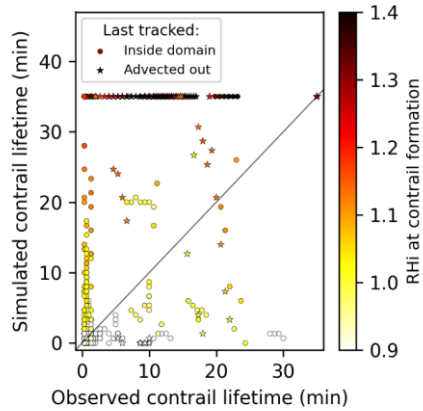 Last tracked:
Inside domain
Advected out
Simulated contrail lifetime (min)
40
30
20
10
0
0
10
20
30
Observed contrail lifetime (min)
1.4
1.3
1.2
1.1
1.0
0.9
RHi at contrail formation